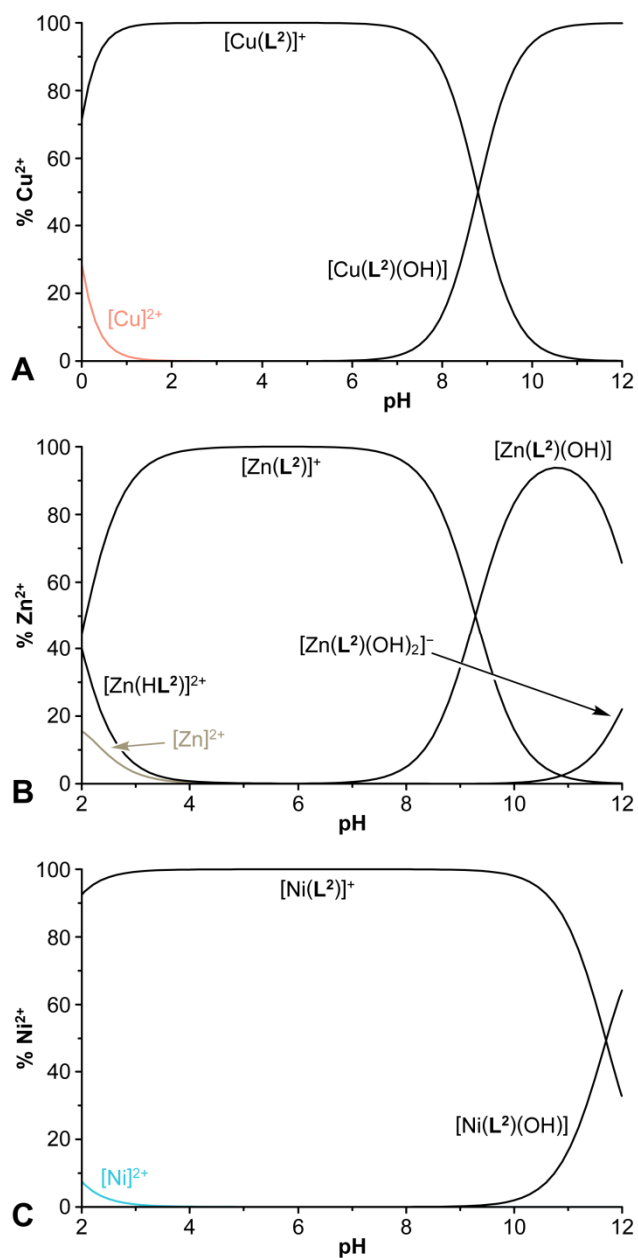 100
[Cu(L²)]⁺
80
60
% Cu²⁺
40
[Cu(L²)(OH)]
20
[Cu]²⁺
0
A
0 2 4 6 8 10 12
pH
100
[Zn(L²)]⁺
[Zn(L²)(OH)]
80
60
% Zn²⁺
[Zn(L²)(OH)₂]⁻
40
[Zn(HL²)]²⁺
20
[Zn]²⁺
0
B
2 4 6 8 10 12
pH
100
[Ni(L²)]⁺
80
60
% Ni²⁺
40
[Ni(L²)(OH)]
20
[Ni]²⁺
0
C
2 4 6 8 10 12
pH